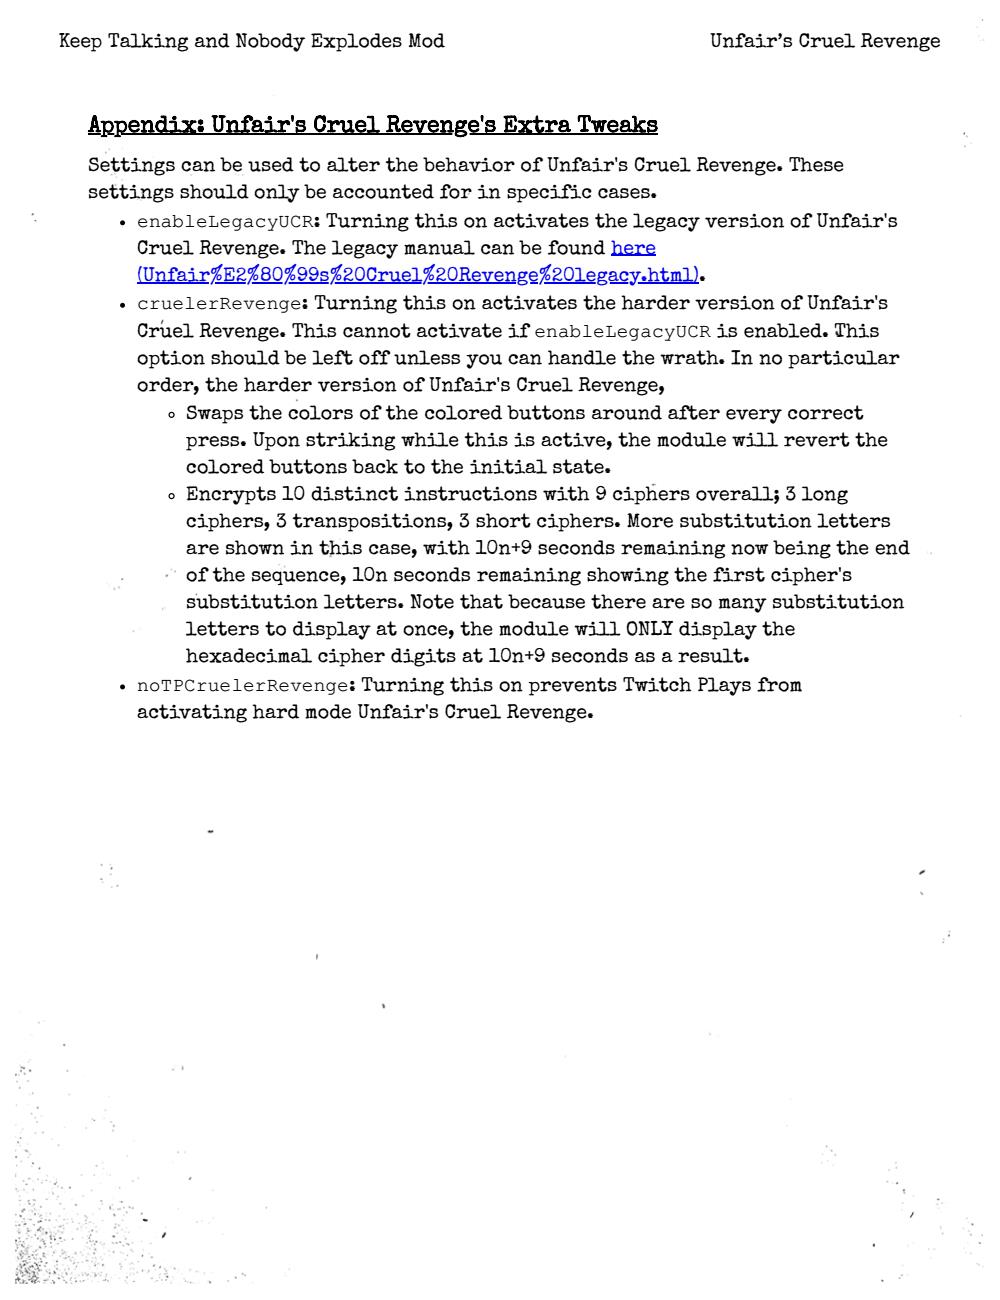 Keep Talking and Nobody Explodes Mod
Unfair’s Cruel Revenge
Appendix: Unfair's Cruel Revenge's Extra Tweaks
Settings can be used to alter the behavior of Unfair's Cruel Revenge. These
settings should only be accounted for in specific cases.
• enableLegacyUCR: Turning this on activates the legacy version of Unfair's
Cruel Revenge. The legacy manual can be found here
(Unfair%E2%80%99s%20Cruel%20Revenge%20legacy.html).
• cruelerRevenge: Turning this on activates the harder version of Unfair's
Cruel Revenge. This cannot activate if enableLegacyUCR is enabled. This
option should be left off unless you can handle the wrath. In no particular
order, the harder version of Unfair's Cruel Revenge,
◦ Swaps the colors of the colored buttons around after every correct
press. Upon striking while this is active, the module will revert the
colored buttons back to the initial state.
◦ Encrypts 10 distinct instructions with 9 ciphers overall; 3 long
ciphers, 3 transpositions, 3 short ciphers. More substitution letters
are shown in this case, with 10n+9 seconds remaining now being the end
of the sequence, 10n seconds remaining showing the first cipher's
substitution letters. Note that because there are so many substitution
letters to display at once, the module will ONLY display the
hexadecimal cipher digits at 10n+9 seconds as a result.
• noTPCruelerRevenge: Turning this on prevents Twitch Plays from
activating hard mode Unfair's Cruel Revenge.